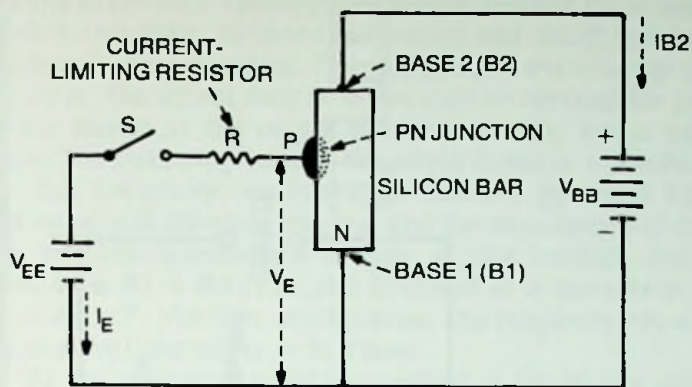 CURRENT-
LIMITING RESISTOR
S
R
P
BASE 2 (B2)
IB2
PN JUNCTION
SILICON BAR
+
VBB
−
N
BASE 1 (B1)
VEE
IE
VE